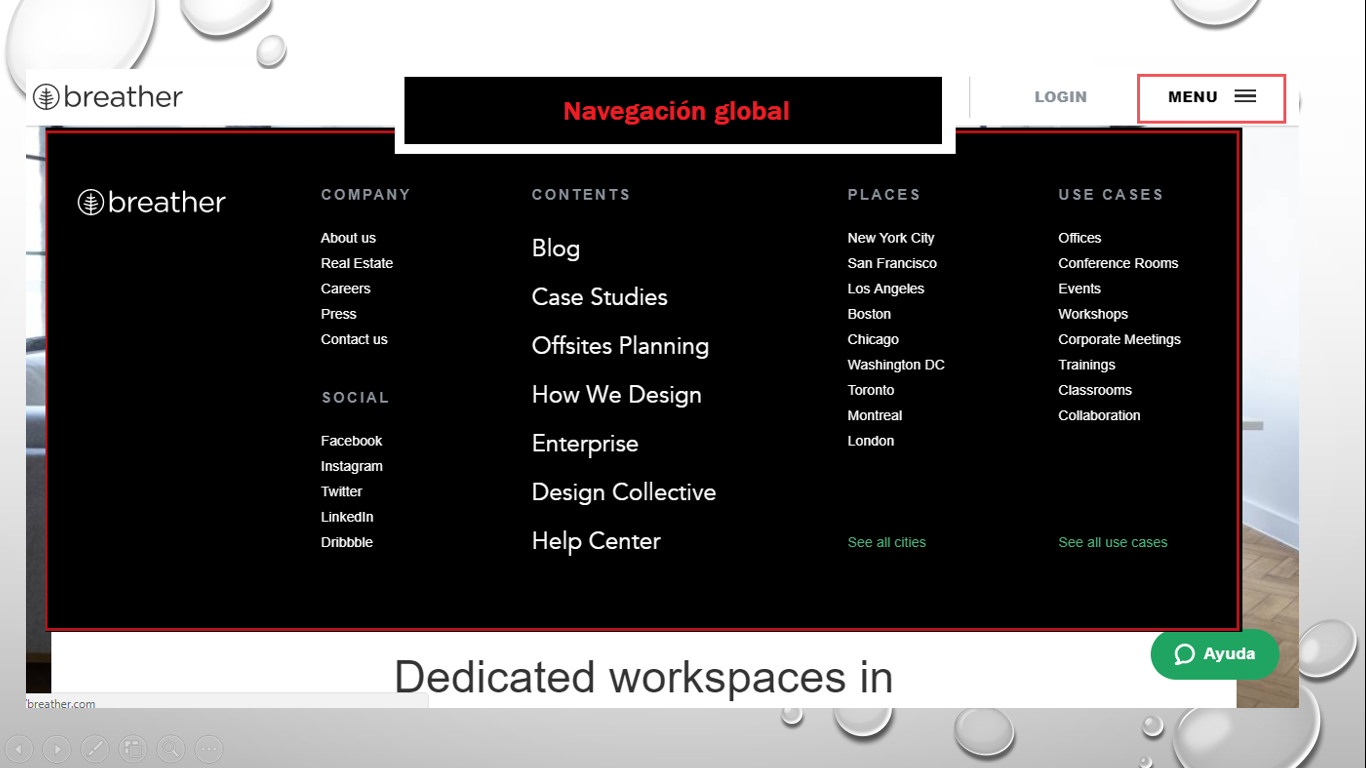 breather
Navegación global
LOGIN
MENU
breather
COMPANY
About us
Real Estate
Careers
Press
Contact us
SOCIAL
Facebook
Instagram
Twitter
LinkedIn
Dribbble
CONTENTS
Blog
Case Studies
Offsites Planning
How We Design
Enterprise
Design Collective
Help Center
PLACES
New York City
San Francisco
Los Angeles
Boston
Chicago
Washington DC
Toronto
Montreal
London
See all cities
USE CASES
Offices
Conference Rooms
Events
Workshops
Corporate Meetings
Trainings
Classrooms
Collaboration
See all use cases
Dedicated workspaces in
Ayuda
/breather.com